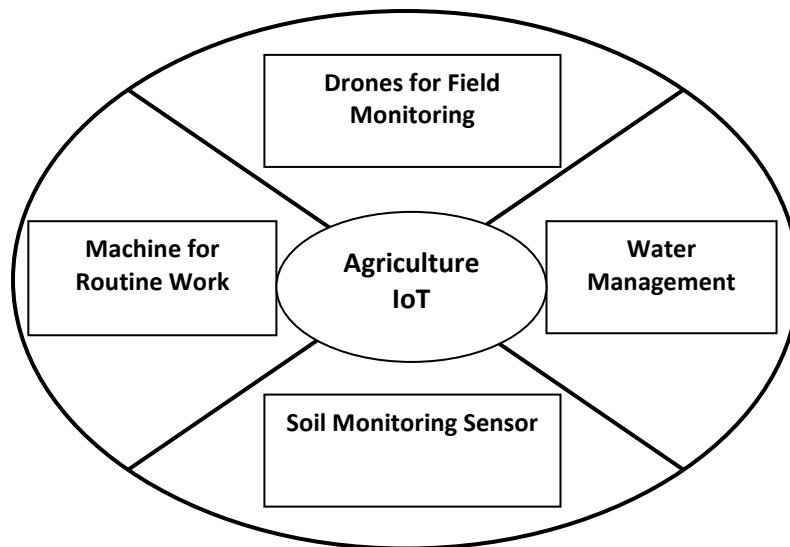 Drones for Field
Monitoring
Machine for
Routine Work
Agriculture
IoT
Water
Management
Soil Monitoring Sensor